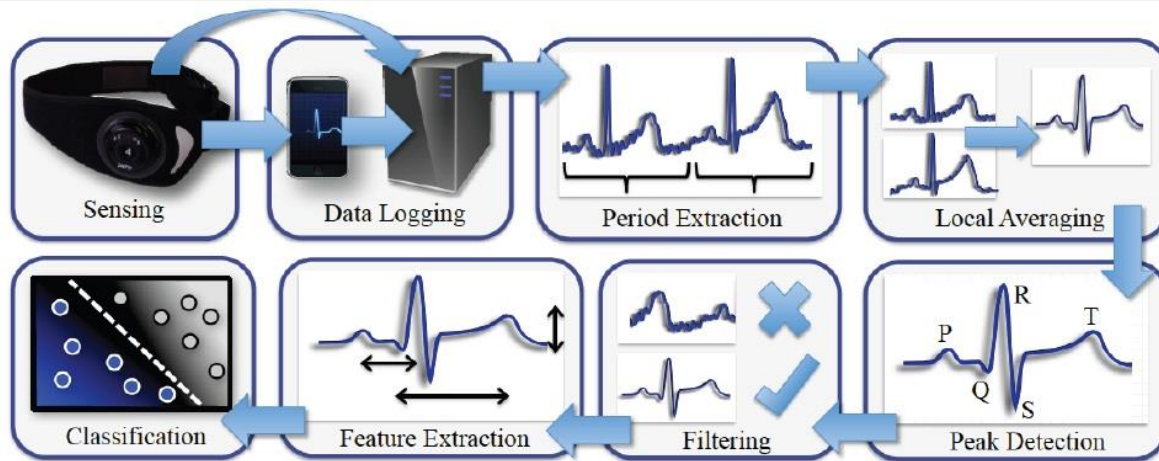 Sensing
Data Logging
Period Extraction
Local Averaging
R
P
T
Q
S
Peak Detection
Filtering
Feature Extraction
Classification